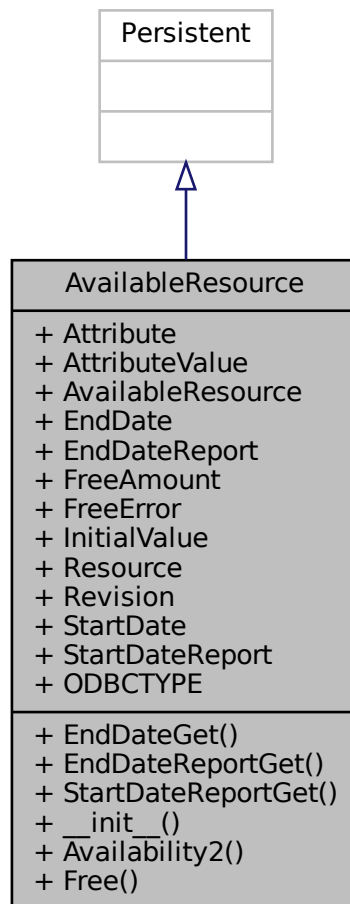 Persistent
AvailableResource
+ Attribute
+ AttributeValue
+ AvailableResource
+ EndDate
+ EndDateReport
+ FreeAmount
+ FreeError
+ InitialValue
+ Resource
+ Revision
+ StartDate
+ StartDateReport
+ ODBCTYPE
+ EndDateGet()
+ EndDateReportGet()
+ StartDateReportGet()
+ __init__()
+ Availability2()
+ Free()